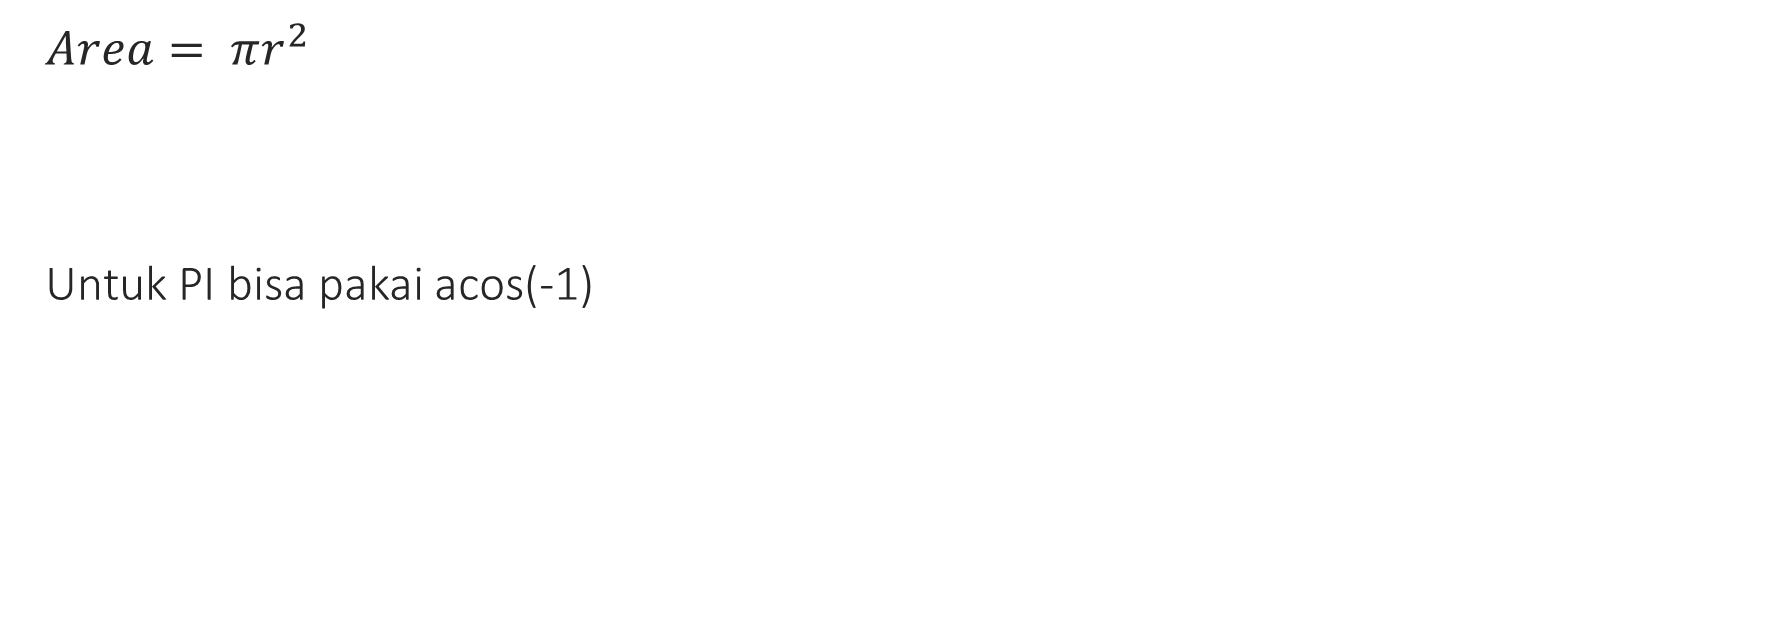 Area = πr²
Untuk PI bisa pakai acos(-1)